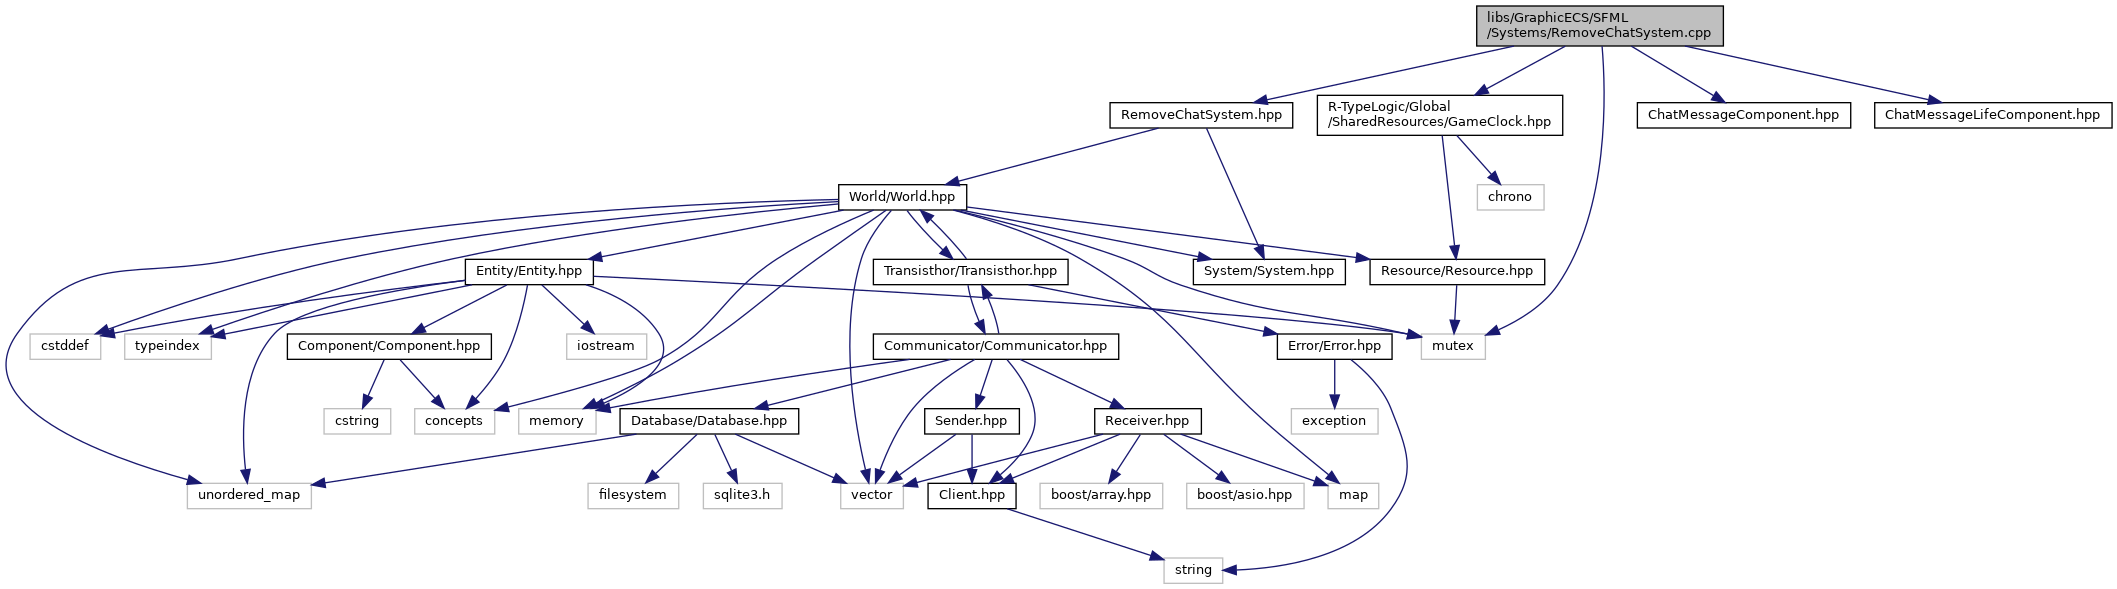 libs/GraphicECS/SFML
/Systems/RemoveChatSystem.cpp
RemoveChatSystem.hpp
R-TypeLogic/Global
/SharedResources/GameClock.hpp
ChatMessageComponent.hpp
ChatMessageLifeComponent.hpp
World/World.hpp
chrono
Entity/Entity.hpp
Transisthor/Transisthor.hpp
System/System.hpp
Resource/Resource.hpp
cstddef
typeindex
Component/Component.hpp
iostream
Communicator/Communicator.hpp
Error/Error.hpp
mutex
cstring
concepts
memory
Database/Database.hpp
Sender.hpp
Receiver.hpp
exception
unordered_map
filesystem
sqlite3.h
vector
Client.hpp
boost/array.hpp
boost/asio.hpp
map
string